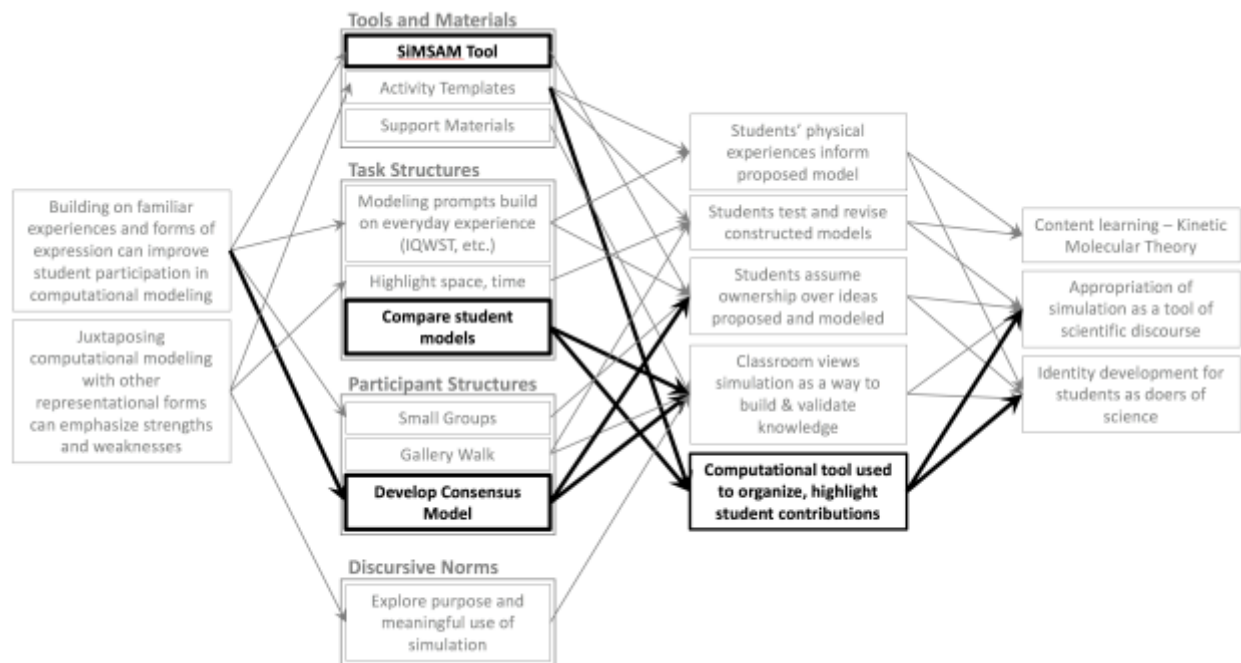 Building on familiar
experiences and forms of
expression can improve
student participation in
computational modeling
Juxtaposing
computational modeling
with other
representational forms
can emphasize strengths
and weaknesses
Tools and Materials
SiMSAM Tool
Activity Templates
Support Materials
Task Structures
Modeling prompts build
on everyday experience
(IQWST, etc.)
Highlight space, time
Compare student
models
Participant Structures
Small Groups
Gallery Walk
Develop Consensus
Model
Discursive Norms
Explore purpose and
meaningful use of
simulation
Students' physical
experiences inform
proposed model
Students test and revise
constructed models
Students assume
ownership over ideas
proposed and modeled
Classroom views
simulation as a way to
build & validate
knowledge
Computational tool used
to organize, highlight
student contributions
Content learning – Kinetic
Molecular Theory
Appropriation of
simulation as a tool of
scientific discourse
Identity development for
students as doers of
science